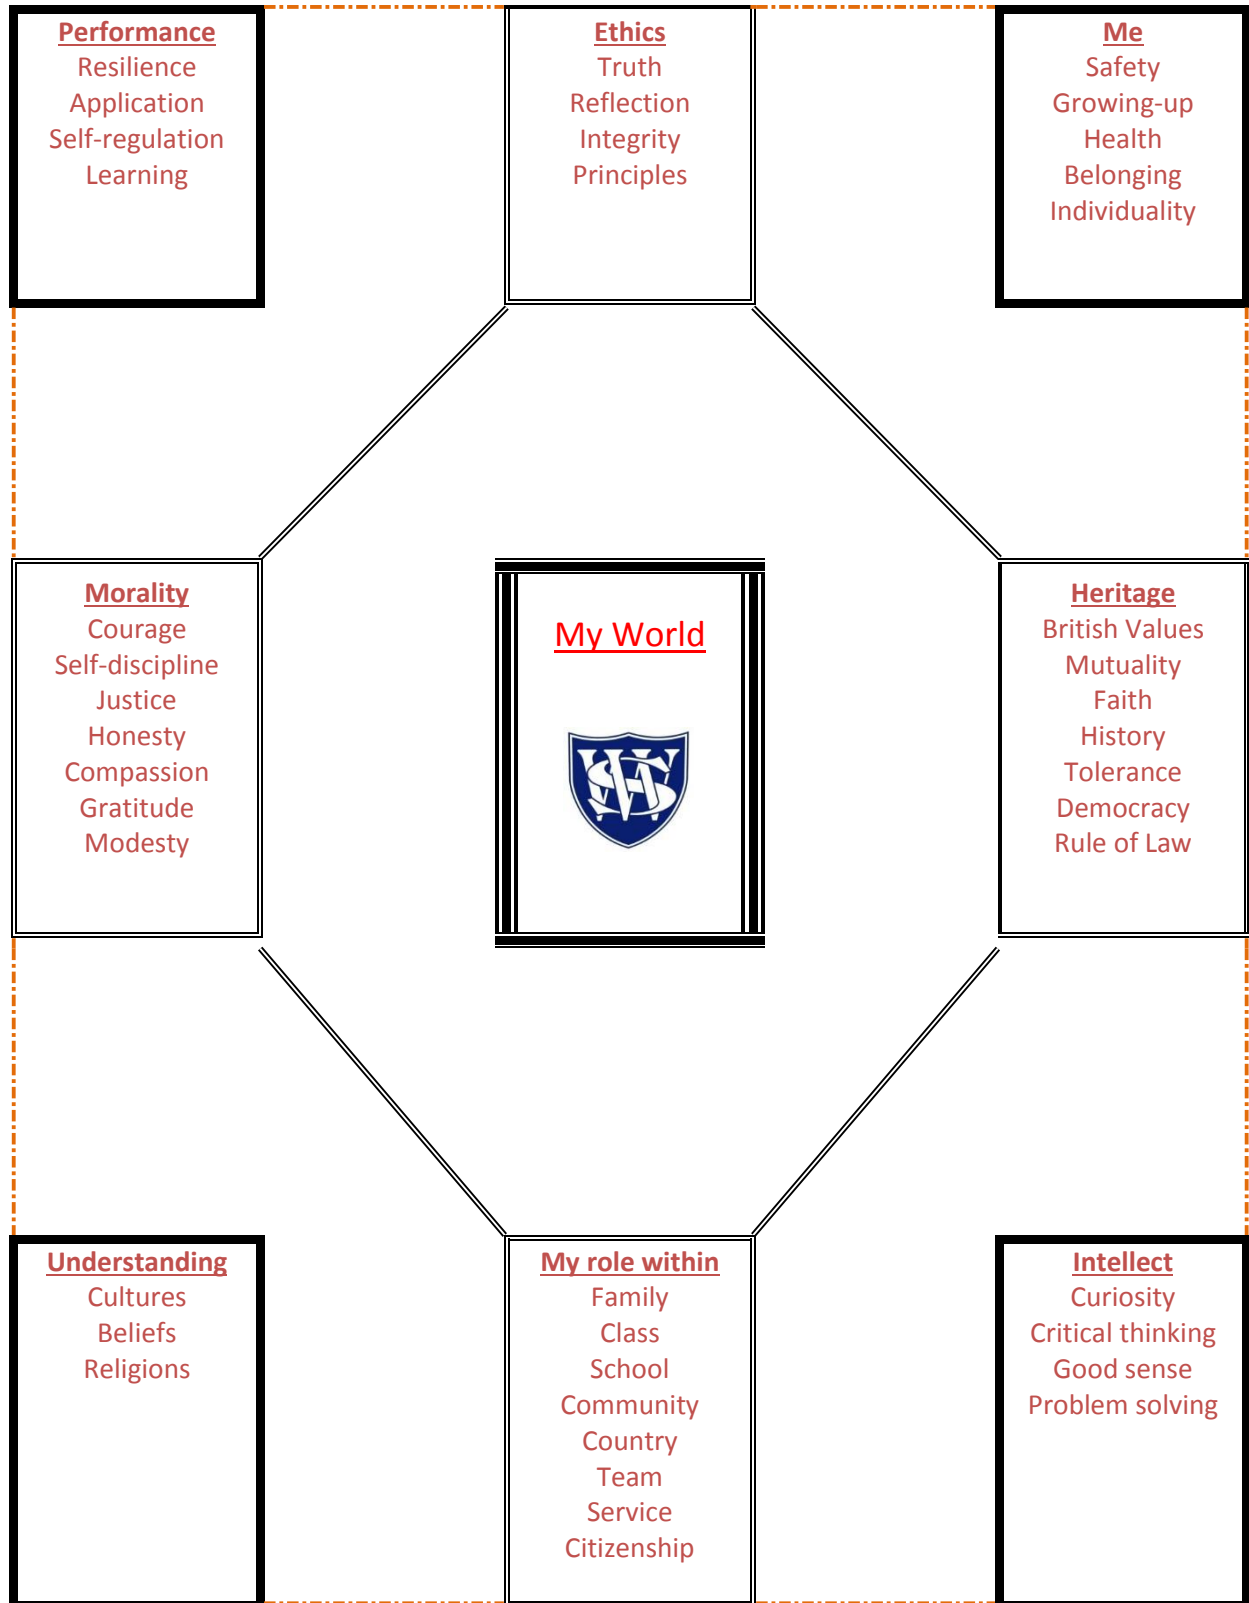 Performance
Resilience
Application
Self-regulation
Learning
Ethics
Truth
Reflection
Integrity
Principles
Me
Safety
Growing-up
Health
Belonging
Individuality
Morality
Courage
Self-discipline
Justice
Honesty
Compassion
Gratitude
Modesty
My World
Heritage
British Values
Mutuality
Faith
History
Tolerance
Democracy
Rule of Law
Understanding
Cultures
Beliefs
Religions
My role within
Family
Class
School
Community
Country
Team
Service
Citizenship
Intellect
Curiosity
Critical thinking
Good sense
Problem solving